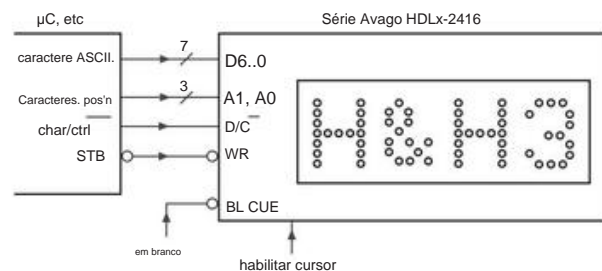 µC, etc
Série Avago HDLx-2416
caractere ASCII.
7
D6..0
Caracteres. pos'n
3
A1, A0
char/ctrl
D/C
STB
WR
H&H3
BL CUE
em branco
habilitar cursor